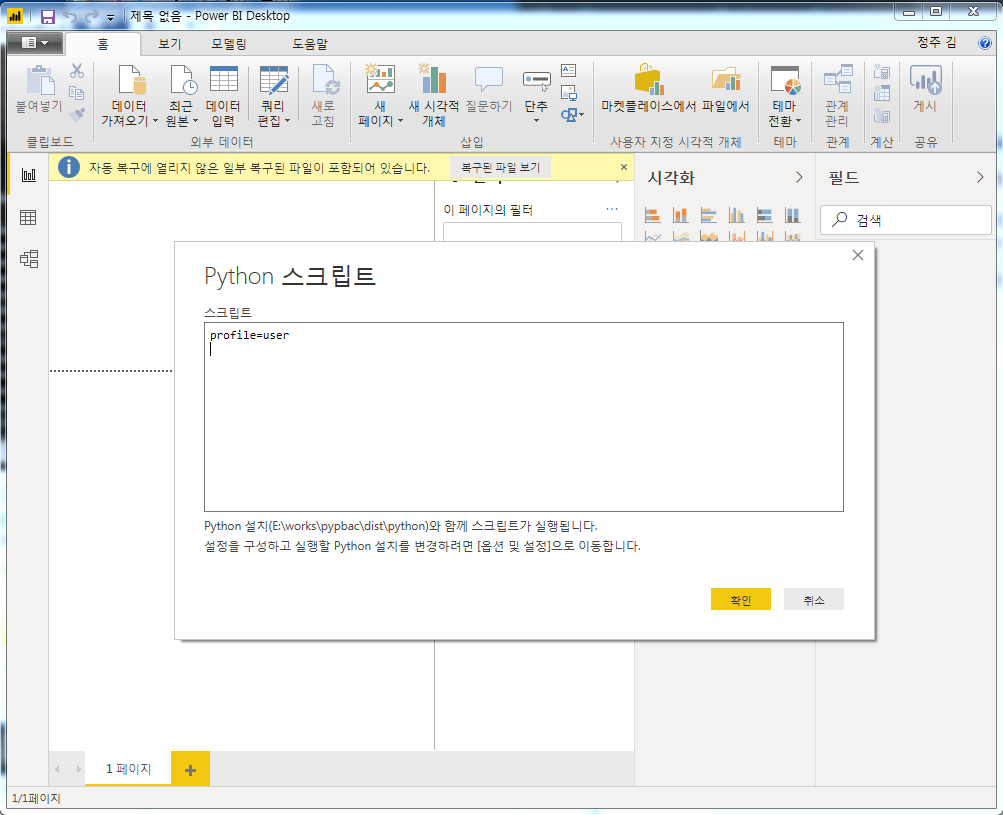 제목 없음 - Power BI Desktop
홈 보기 모델링 도움말 정주 김
붙여넣기 데이터 가져오기 최근 원본 데이터 입력 쿼리 편집 새로 고침 새 페이지 새 시각적 개체 질문하기 단추 마켓플레이스에서 파일에서 테마 전환 관계 관리 게시
클립보드 외부 데이터 삽입 사용자 지정 시각적 개체 테마 관계 계산 공유
자동 복구에 열리지 않은 일부 복구된 파일이 포함되어 있습니다. 복구된 파일 보기
시각화 필드
이 페이지의 필터 ...
검색
Python 스크립트
스크립트
profile=user
Python 설치(E:\works\pypbac\dist\python)와 함께 스크립트가 실행됩니다.
설정을 구성하고 실행할 Python 설치를 변경하려면 [옵션 및 설정]으로 이동합니다.
확인 취소
1 페이지
1/1페이지